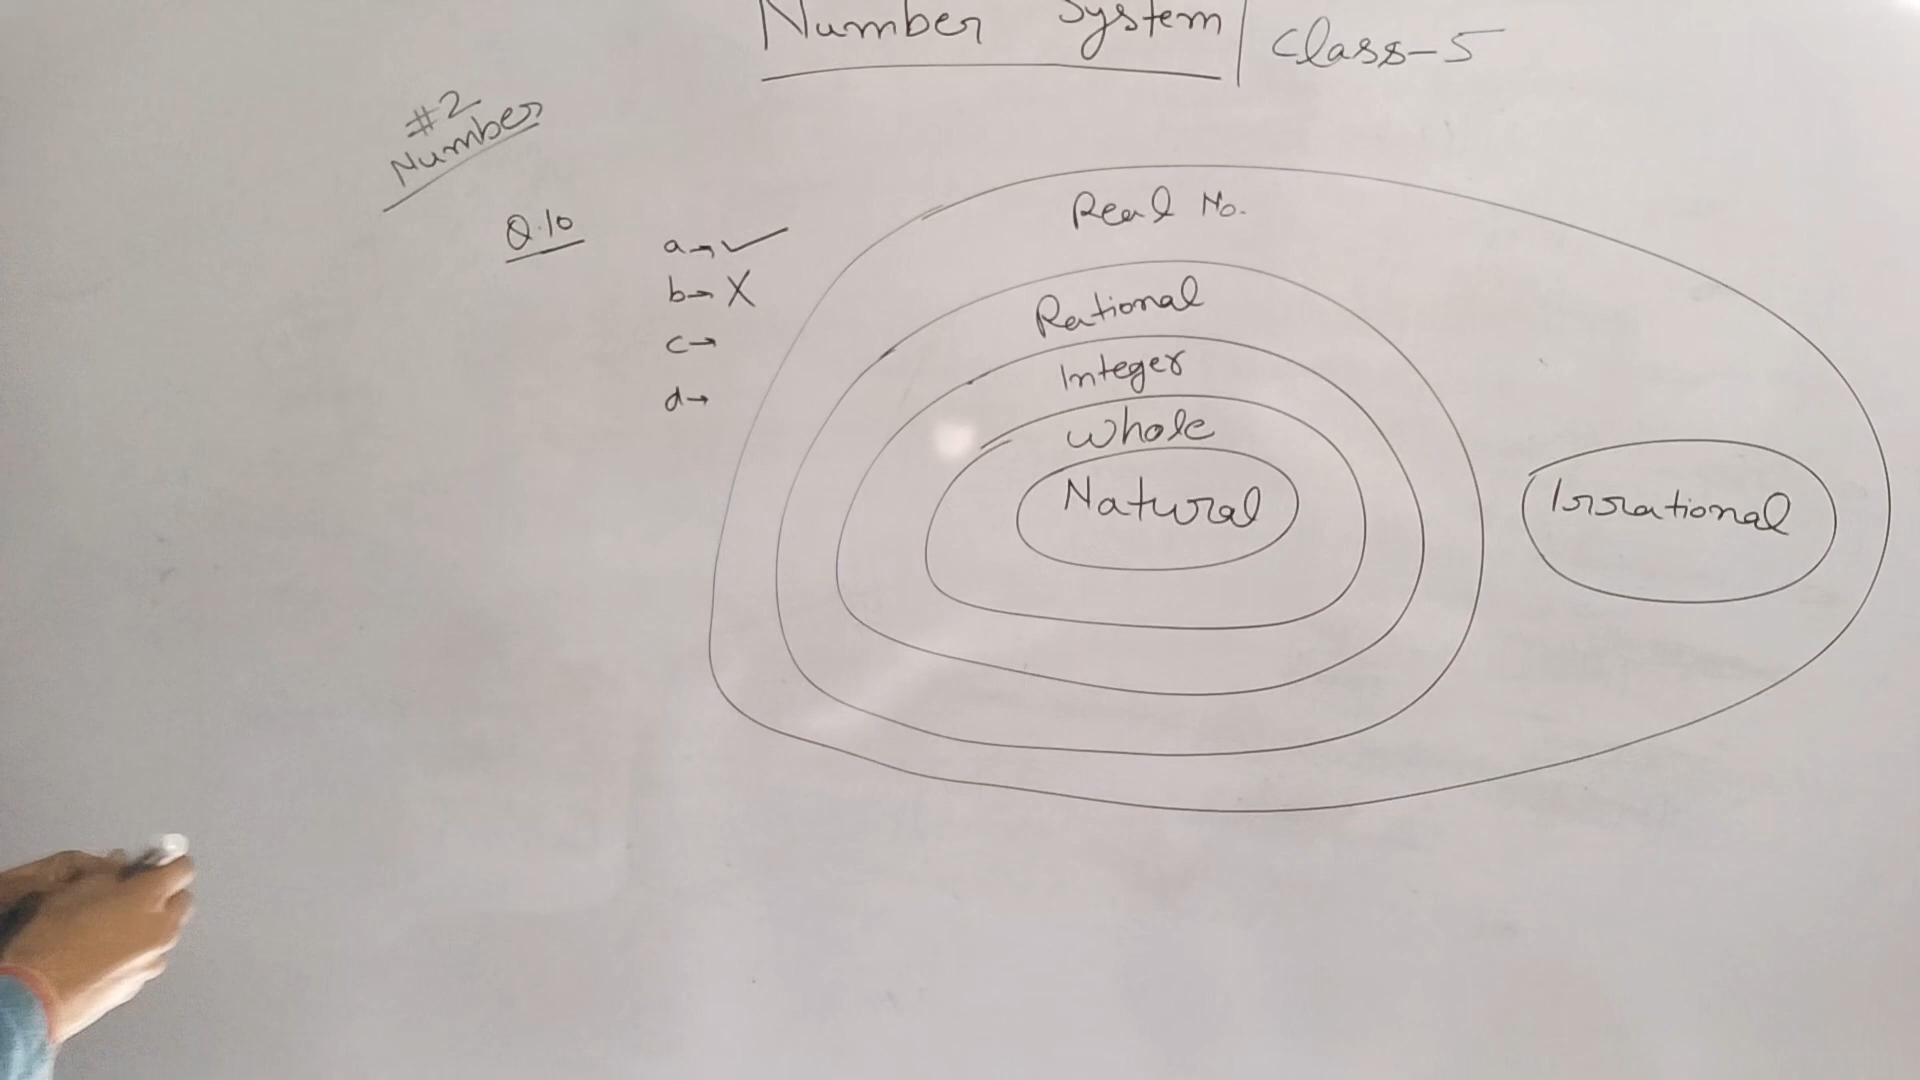 Number System | Class-5
#2
Number
Q.10
a→ ✓
b→ X
c→
d→
Real No.
Rational
Integer
Whole
Natural
Irrational